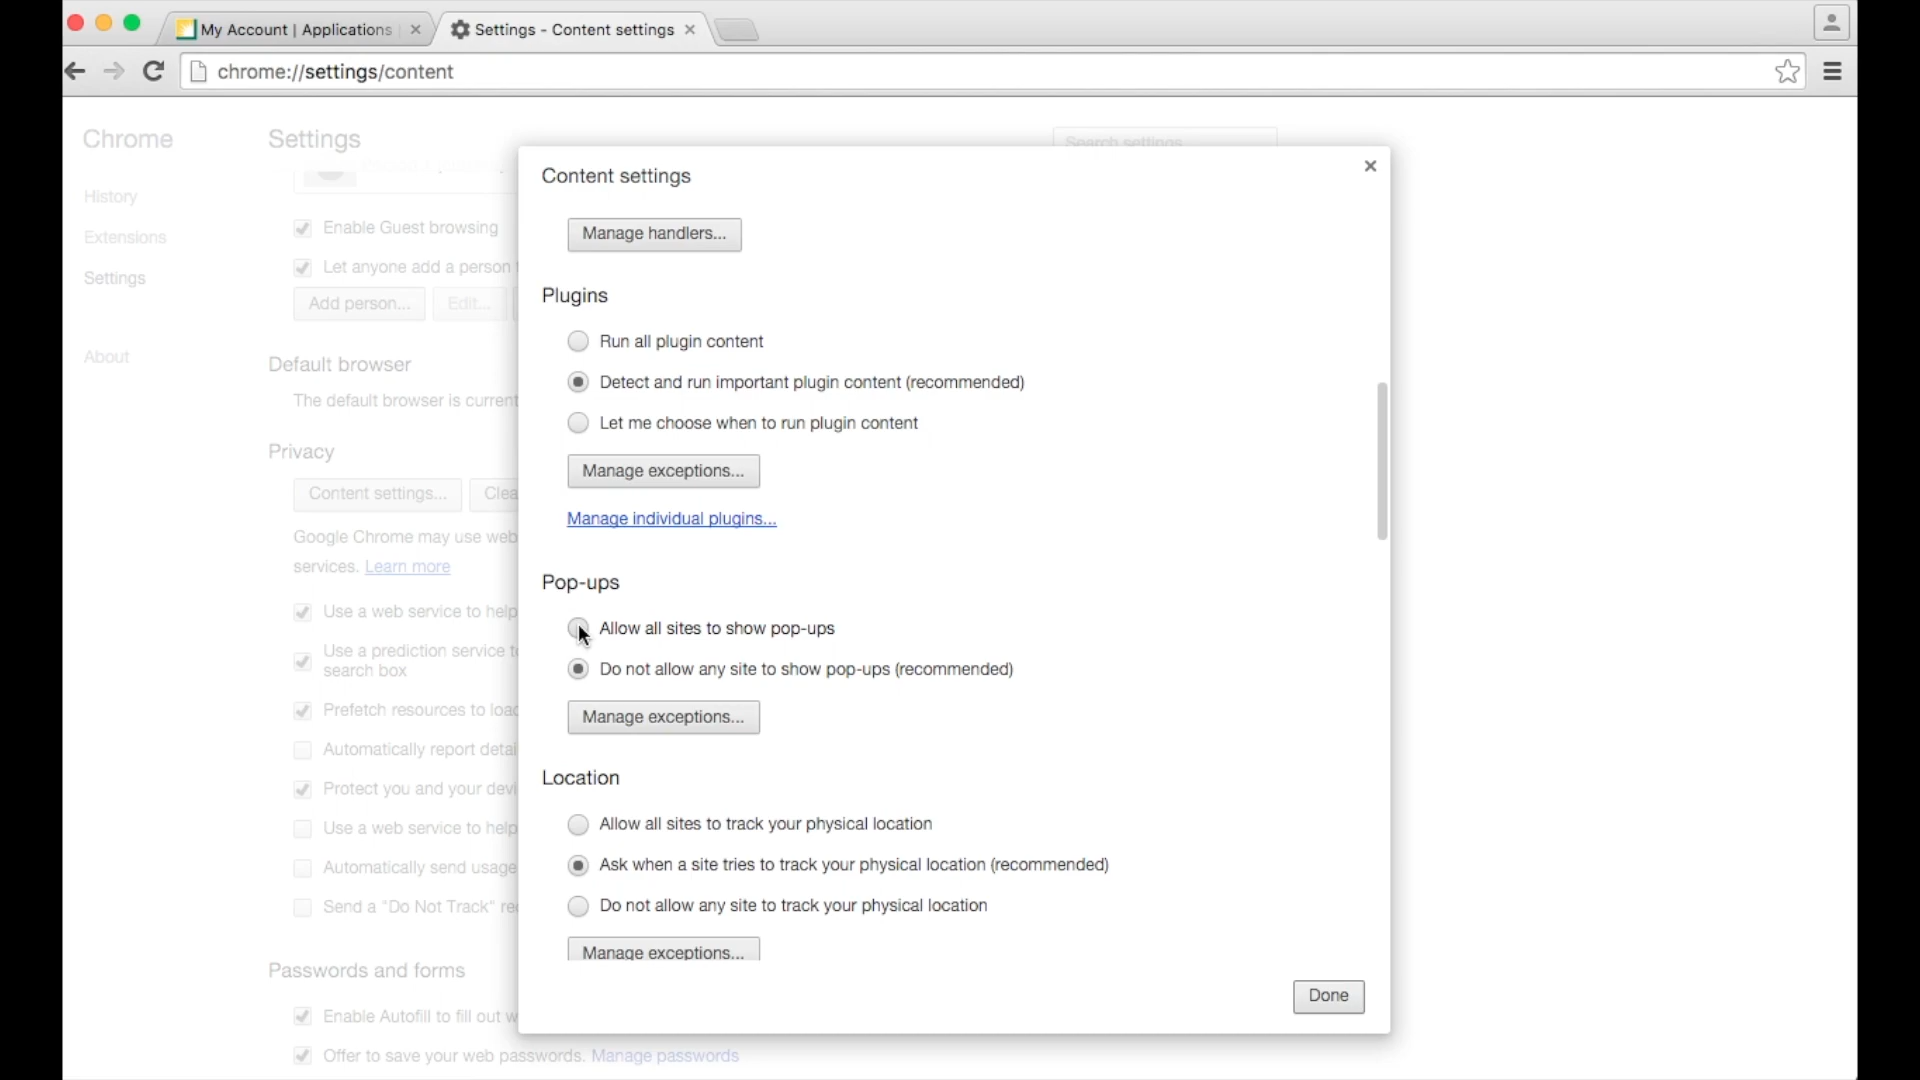 My Account | Applications
Settings - Content settings
chrome://settings/content
Chrome
Settings
Search settings
History
Extensions
Settings
About
Enable Guest browsing
Let anyone add a person
Add person...
Edit...
Default browser
The default browser is current
Privacy
Content settings...
Clea
Google Chrome may use web
services. Learn more
Use a web service to help
Use a prediction service t
search box
Prefetch resources to loa
Automatically report detai
Protect you and your devi
Use a web service to help
Automatically send usage
Send a "Do Not Track" re
Passwords and forms
Enable Autofill to fill out w
Offer to save your web passwords. Manage passwords
Content settings
Manage handlers...
Plugins
Run all plugin content
Detect and run important plugin content (recommended)
Let me choose when to run plugin content
Manage exceptions...
Manage individual plugins...
Pop-ups
Allow all sites to show pop-ups
Do not allow any site to show pop-ups (recommended)
Manage exceptions...
Location
Allow all sites to track your physical location
Ask when a site tries to track your physical location (recommended)
Do not allow any site to track your physical location
Manage exceptions...
Done